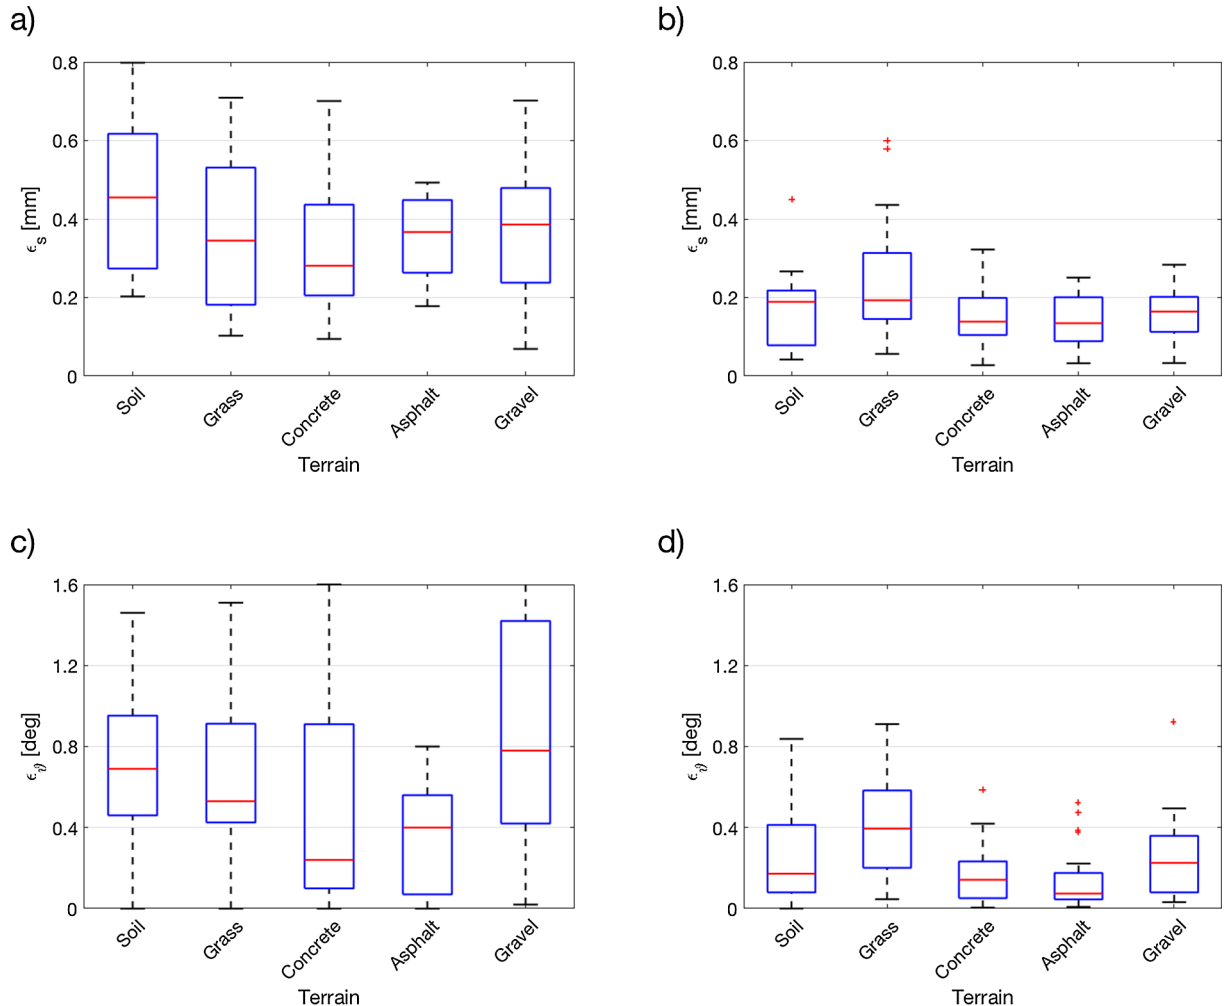 a)
0.8
0.6
0.4
0.2
0
ϵs [mm]
Soil
Grass
Concrete
Asphalt
Gravel
Terrain
b)
0.8
0.6
0.4
0.2
0
ϵs [mm]
Soil
Grass
Concrete
Asphalt
Gravel
Terrain
c)
1.6
1.2
0.8
0.4
0
ϵϑ [deg]
Soil
Grass
Concrete
Asphalt
Gravel
Terrain
d)
1.6
1.2
0.8
0.4
0
ϵϑ [deg]
Soil
Grass
Concrete
Asphalt
Gravel
Terrain